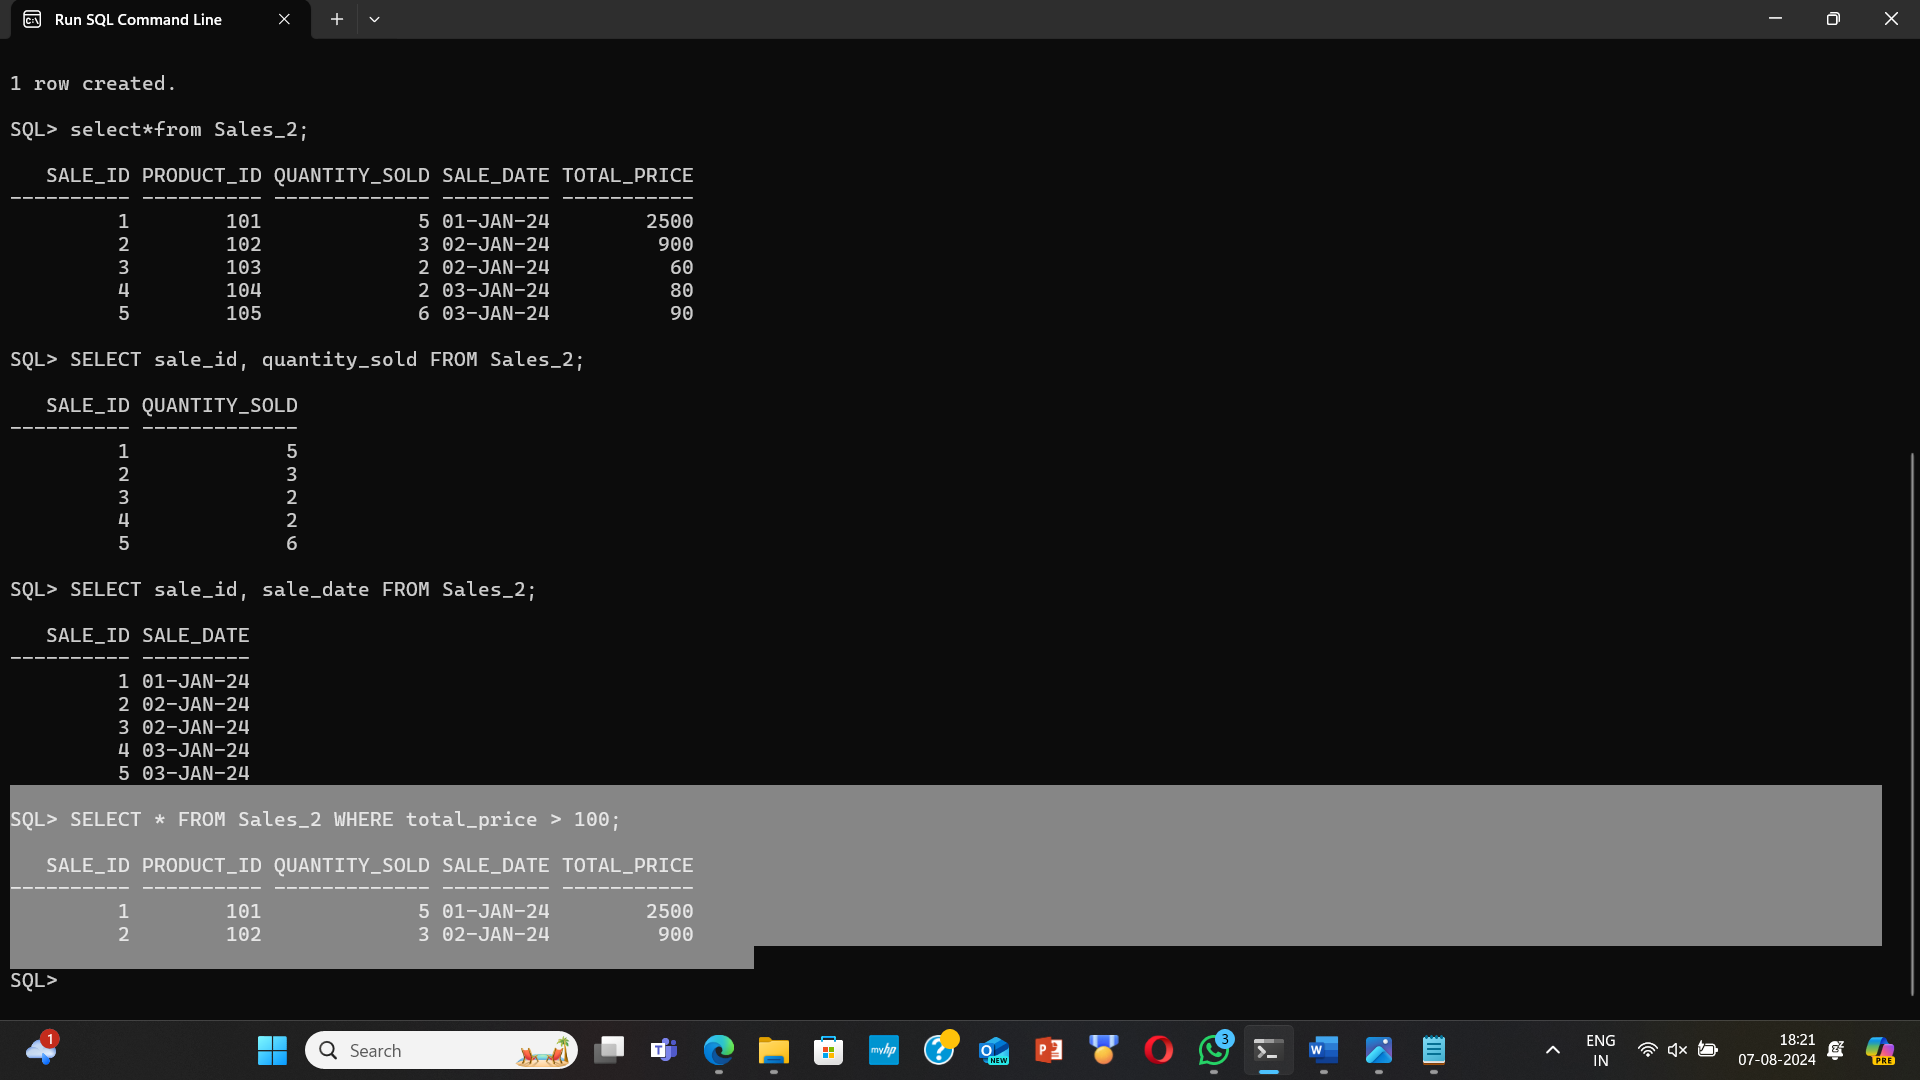 Run SQL Command Line
1 row created.
SQL> select*from Sales_2;
   SALE_ID PRODUCT_ID QUANTITY_SOLD SALE_DATE TOTAL_PRICE
---------- ---------- ------------- --------- -----------
         1        101             5 01-JAN-24        2500
         2        102             3 02-JAN-24         900
         3        103             2 02-JAN-24          60
         4        104             2 03-JAN-24          80
         5        105             6 03-JAN-24          90
SQL> SELECT sale_id, quantity_sold FROM Sales_2;
   SALE_ID QUANTITY_SOLD
---------- -------------
         1             5
         2             3
         3             2
         4             2
         5             6
SQL> SELECT sale_id, sale_date FROM Sales_2;
   SALE_ID SALE_DATE
---------- ---------
         1 01-JAN-24
         2 02-JAN-24
         3 02-JAN-24
         4 03-JAN-24
         5 03-JAN-24
SQL> SELECT * FROM Sales_2 WHERE total_price > 100;
   SALE_ID PRODUCT_ID QUANTITY_SOLD SALE_DATE TOTAL_PRICE
---------- ---------- ------------- --------- -----------
         1        101             5 01-JAN-24        2500
         2        102             3 02-JAN-24         900
SQL>
1
Search
myhp
NEW
3
ENG
IN
18:21
07-08-2024
PRE